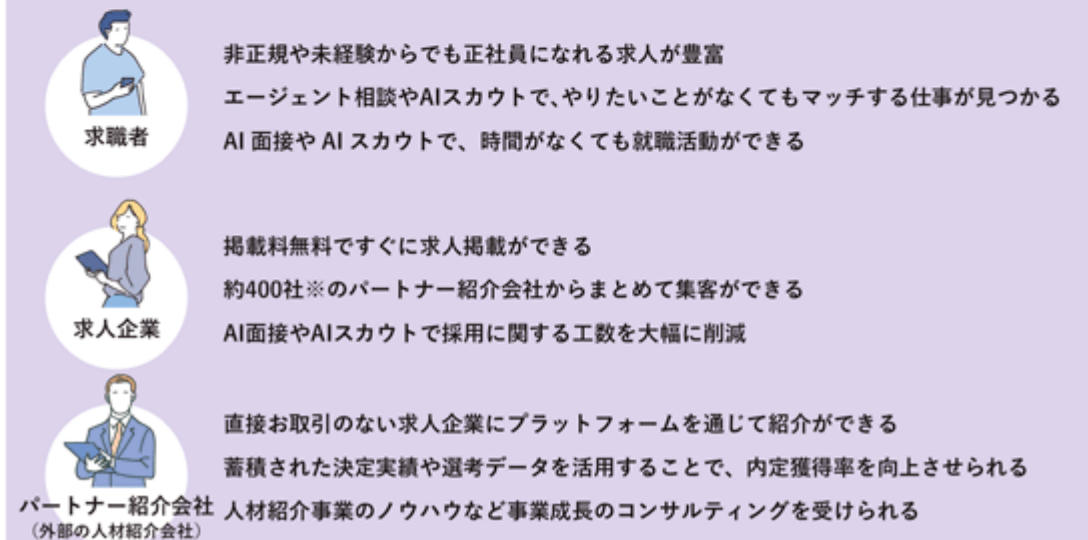 非正規や未経験からでも正社員になれる求人が豊富
エージェント相談やAIスカウトで、やりたいことがなくてもマッチする仕事が見つかる
AI 面接や AI スカウトで、時間がなくても就職活動ができる
求職者
掲載料無料ですぐに求人掲載ができる
約400社※のパートナー紹介会社からまとめて集客ができる
AI面接やAIスカウトで採用に関する工数を大幅に削減
求人企業
直接お取引のない求人企業にプラットフォームを通じて紹介ができる
蓄積された決定実績や選考データを活用することで、内定獲得率を向上させられる
人材紹介事業のノウハウなど事業成長のコンサルティングを受けられる
パートナー紹介会社
（外部の人材紹介会社）